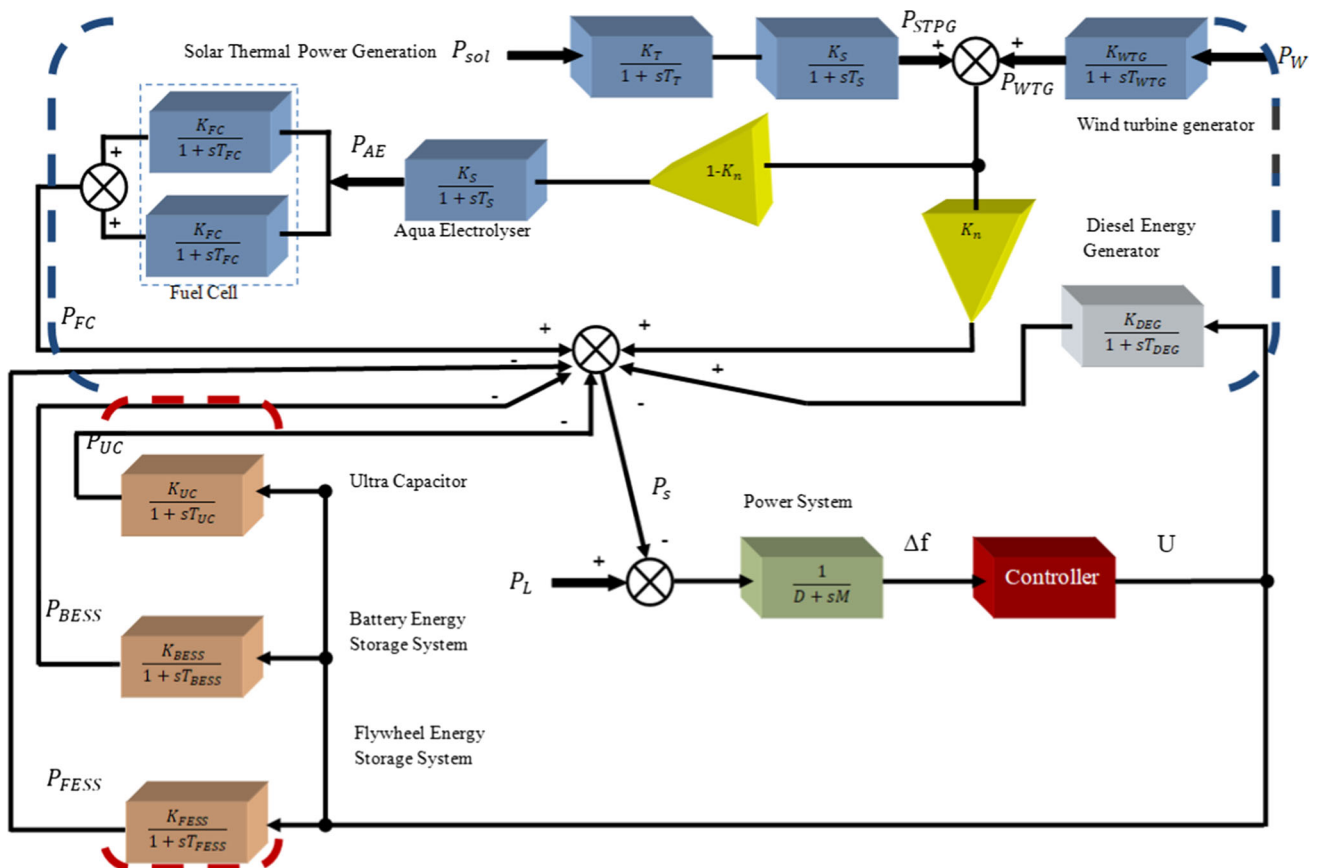 Solar Thermal Power Generation
P_sol
K_T
1 + sT_T
K_S
1 + sT_S
P_STPG
+
+
P_WTG
K_WTG
1 + sT_WTG
P_W
Wind turbine generator
K_FC
1 + sT_FC
+
+
K_FC
1 + sT_FC
Fuel Cell
P_AE
K_S
1 + sT_S
Aqua Electrolyser
1-K_n
K_n
Diesel Energy
Generator
K_DEG
1 + sT_DEG
P_FC
+
+
-
+
-
-
-
P_UC
K_UC
1 + sT_UC
Ultra Capacitor
P_s
Power System
-
+
P_L
1
D + sM
Δf
Controller
U
P_BESS
K_BESS
1 + sT_BESS
Battery Energy
Storage System
Flywheel Energy
Storage System
P_FESS
K_FESS
1 + sT_FESS